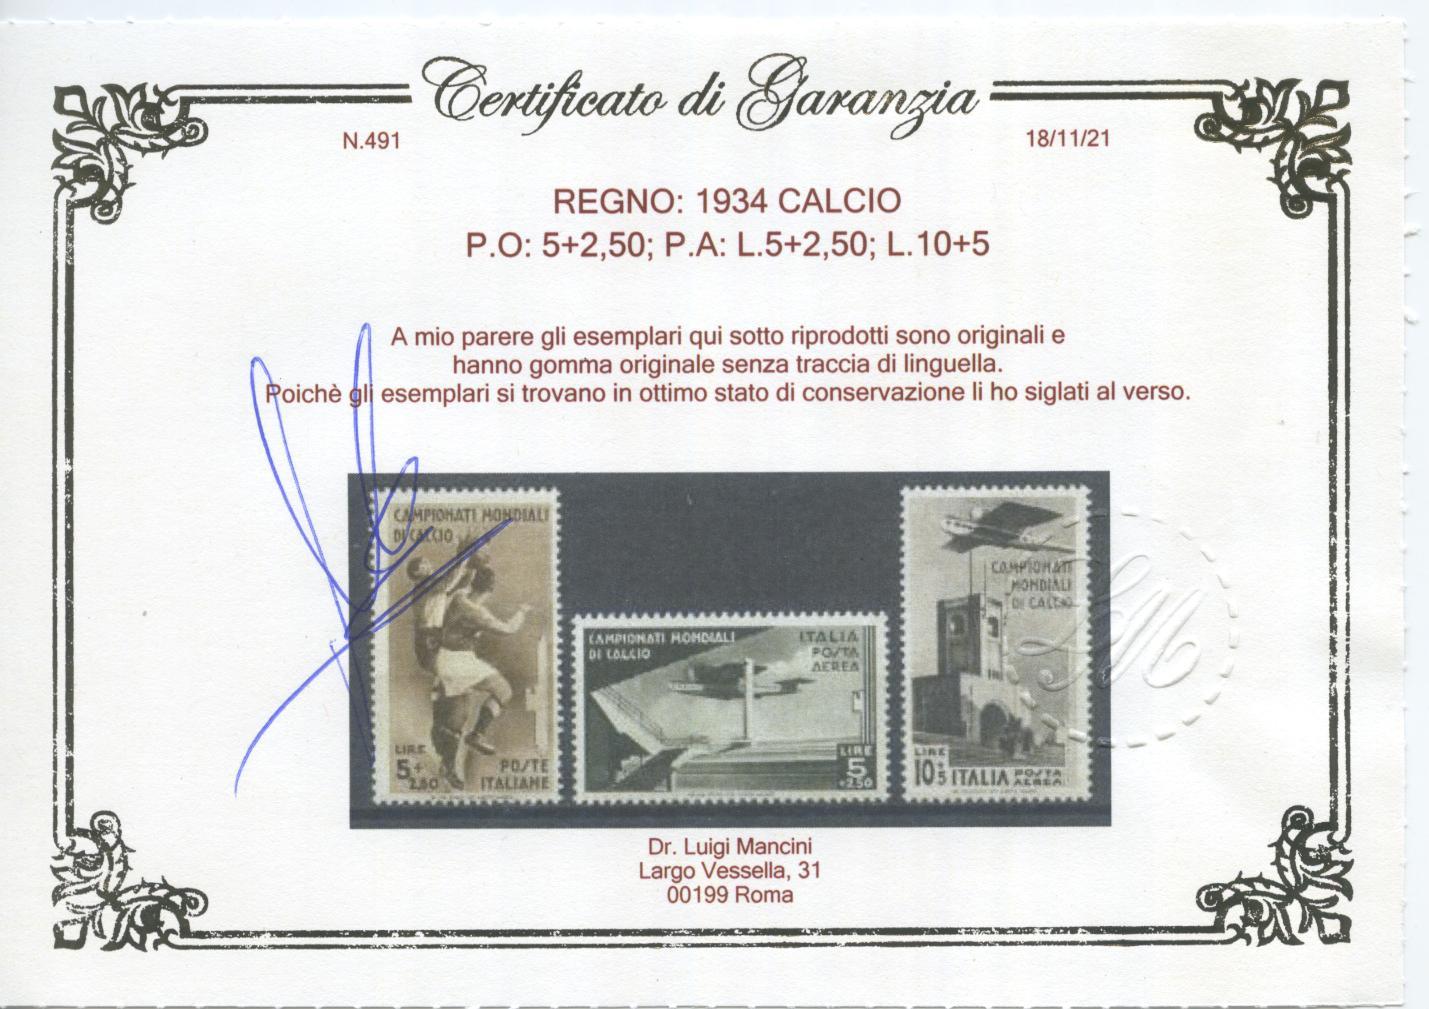 Certificato di Garanzia
N.491
18/11/21
REGNO: 1934 CALCIO
P.O: 5+2,50; P.A: L.5+2,50; L.10+5
A mio parere gli esemplari qui sotto riprodotti sono originali e
hanno gomma originale senza traccia di linguella.
Poichè gli esemplari si trovano in ottimo stato di conservazione li ho siglati al verso.
CAMPIONATI MONDIALI
DI CALCIO
LIRE
5+
2,50
POSTE
ITALIANE
CAMPIONATI MONDIALI
DI CALCIO
ITALIA
POSTA
AEREA
LIRE
5
+2,50
CAMPIONATI
MONDIALI
DI CALCIO
LIRE
10+5 ITALIA POSTA
AEREA
LM
Dr. Luigi Mancini
Largo Vessella, 31
00199 Roma